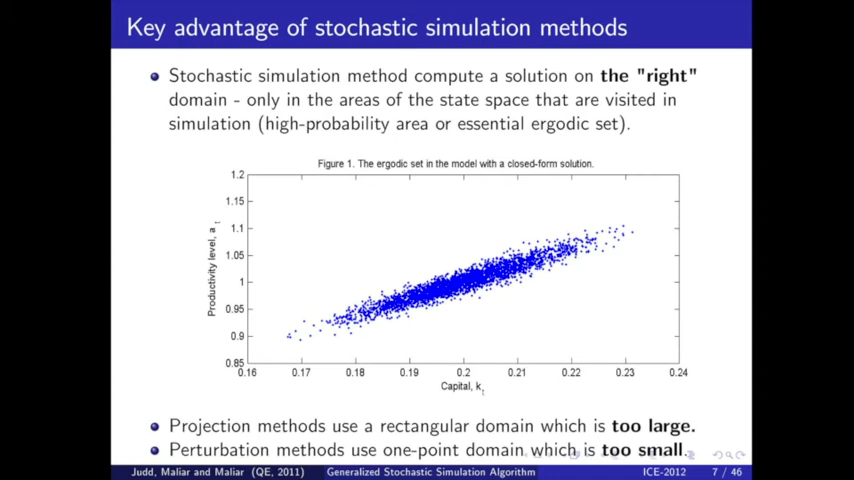 Key advantage of stochastic simulation methods
Stochastic simulation method compute a solution on the "right"
domain - only in the areas of the state space that are visited in
simulation (high-probability area or essential ergodic set).
Figure 1. The ergodic set in the model with a closed-form solution.
1.2
1.15
1.1
1.05
1
0.95
0.9
0.85
Productivity level, a t
0.16 0.17 0.18 0.19 0.2 0.21 0.22 0.23 0.24
Capital, k t
Projection methods use a rectangular domain which is too large.
Perturbation methods use one-point domain which is too small.
Judd, Maliar and Maliar (QE, 2011) Generalized Stochastic Simulation Algorithm ICE-2012 7 / 46